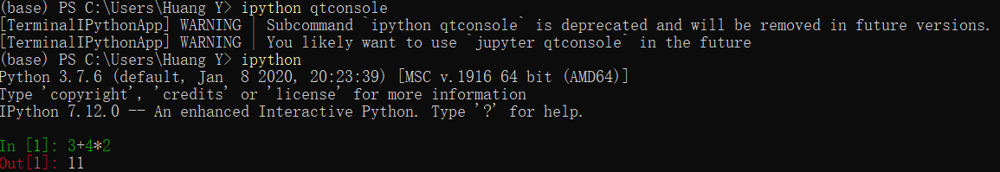 (base) PS C:\Users\Huang Y> ipython qtconsole
[TerminalIPythonApp] WARNING | Subcommand `ipython qtconsole` is deprecated and will be removed in future versions.
[TerminalIPythonApp] WARNING | You likely want to use `jupyter qtconsole` in the future
(base) PS C:\Users\Huang Y> ipython
Python 3.7.6 (default, Jan  8 2020, 20:23:39) [MSC v.1916 64 bit (AMD64)]
Type 'copyright', 'credits' or 'license' for more information
IPython 7.12.0 -- An enhanced Interactive Python. Type '?' for help.
In [1]: 3+4*2
Out[1]: 11